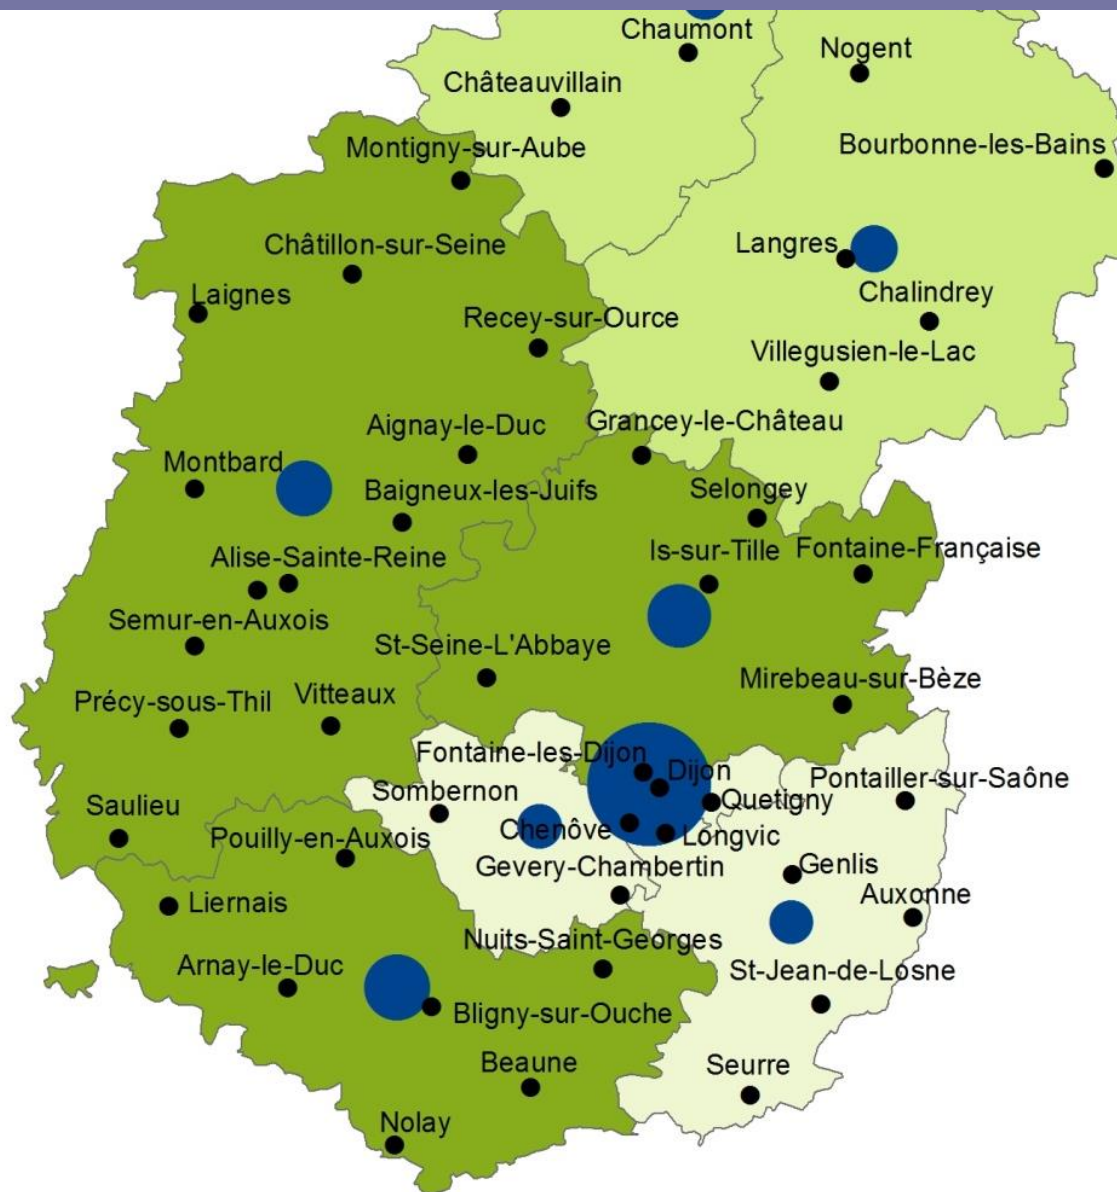 Chaumont
Nogent
Châteauvillain
Bourbonne-les-Bains
Montigny-sur-Aube
Langres
Châtillon-sur-Seine
Chalindrey
Laignes
Recey-sur-Ource
Villegusien-le-Lac
Grancey-le-Château
Aignay-le-Duc
Montbard
Baigneux-les-Juifs
Selongey
Is-sur-Tille
Fontaine-Française
Alise-Sainte-Reine
Semur-en-Auxois
St-Seine-L'Abbaye
Mirebeau-sur-Bèze
Précy-sous-Thil
Vitteaux
Fontaine-les-Dijon
Dijon
Pontailler-sur-Saône
Sombernon
Quetigny
Saulieu
Pouilly-en-Auxois
Chenôve
Longvic
Gevery-Chambertin
Genlis
Auxonne
Liernais
Nuits-Saint-Georges
Arnay-le-Duc
St-Jean-de-Losne
Bligny-sur-Ouche
Beaune
Seurre
Nolay